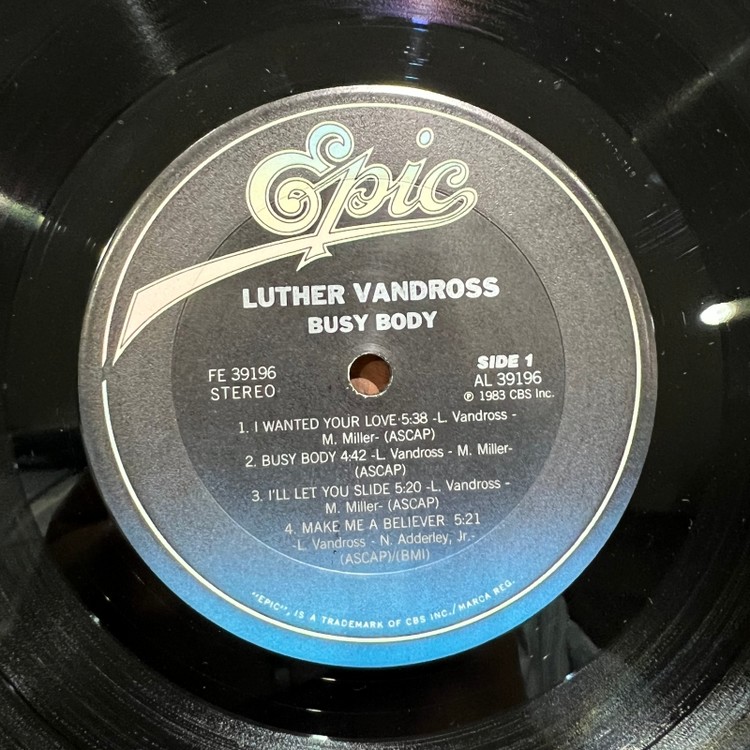 Epic
LUTHER VANDROSS
BUSY BODY
FE 39196
STEREO
SIDE 1
AL 39196
℗ 1983 CBS Inc.
1. I WANTED YOUR LOVE 5:38 -L. Vandross -
M. Miller- (ASCAP)
2. BUSY BODY 4:42 -L. Vandross - M. Miller-
(ASCAP)
3. I'LL LET YOU SLIDE 5:20 -L. Vandross -
M. Miller- (ASCAP)
4. MAKE ME A BELIEVER 5:21
-L. Vandross - N. Adderley, Jr.-
(ASCAP)/(BMI)
"EPIC", IS A TRADEMARK OF CBS INC./MARCA REG.